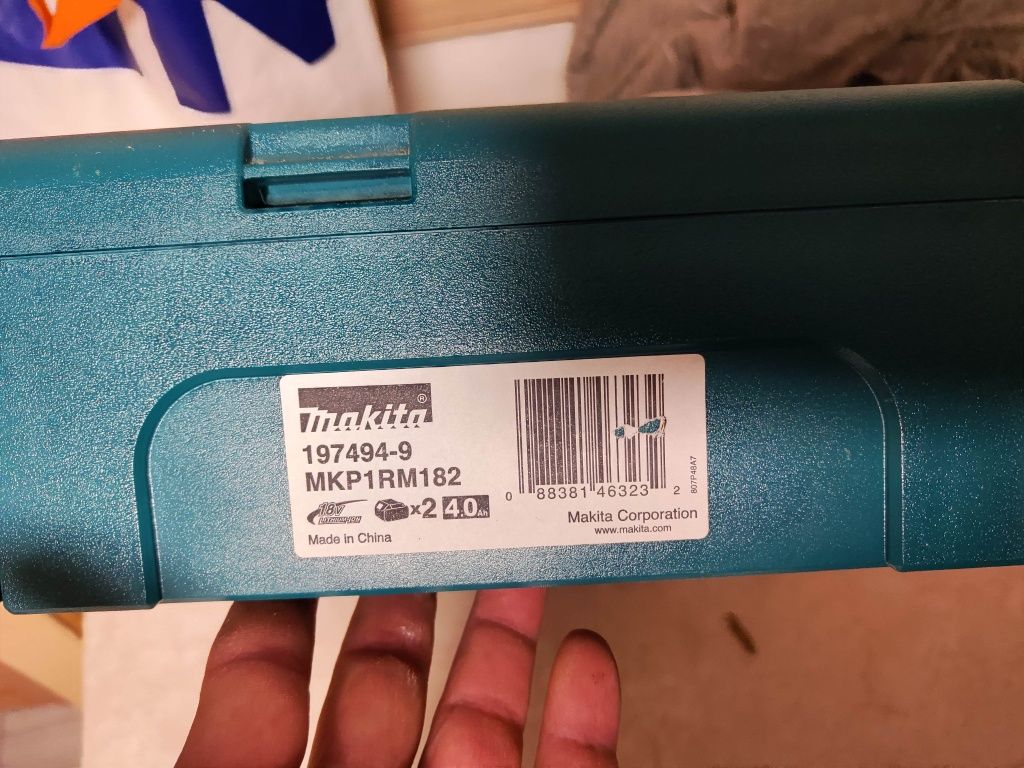 makita®
197494-9
MKP1RM182
18V
LITHIUM-ION
x2 4.0Ah
Made in China
0 88381 46323 2
807P48A7
Makita Corporation
www.makita.com